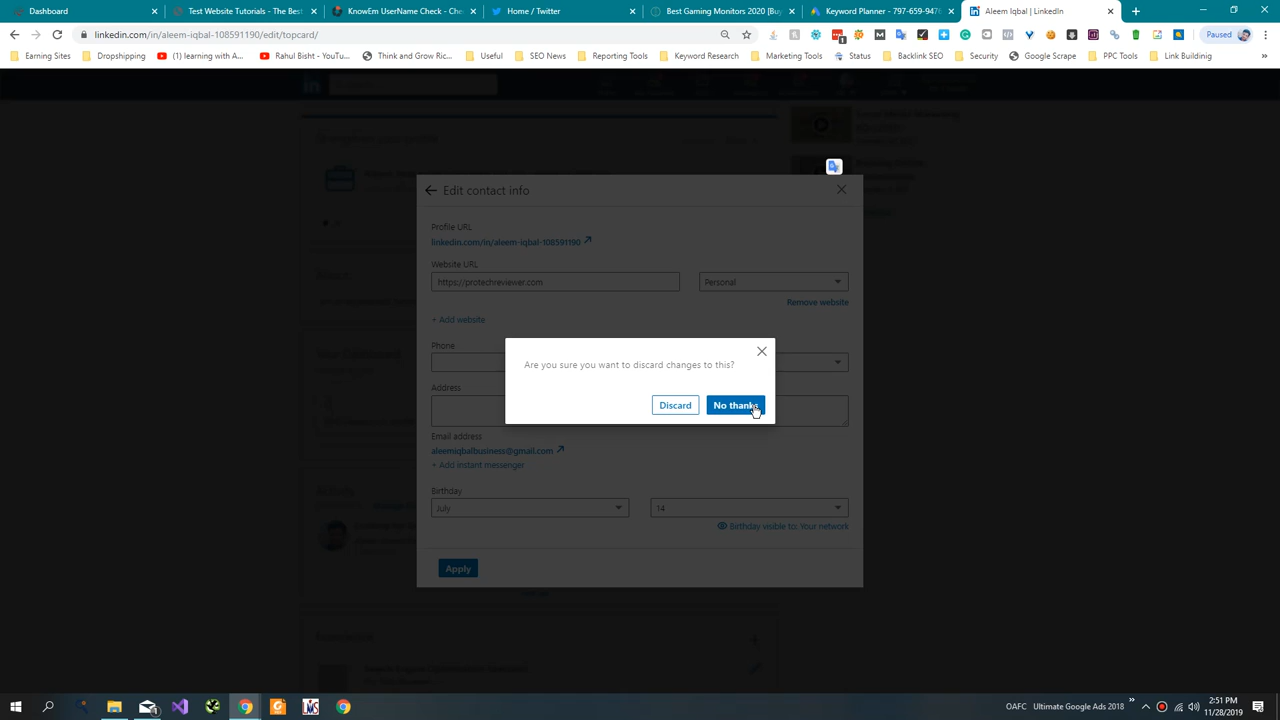 Dashboard
Test Website Tutorials - The Best
KnowEm UserName Check - Che
Home / Twitter
Best Gaming Monitors 2020 [Buy
Keyword Planner - 797-659-947
Aleem Iqbal | LinkedIn
linkedin.com/in/aleem-iqbal-108591190/edit/topcard/
Paused
Earning Sites
Dropshipping
(1) learning with A...
Rahul Bisht - YouTu...
Think and Grow Ric...
Useful
SEO News
Reporting Tools
Keyword Research
Marketing Tools
Status
Backlink SEO
Security
Google Scrape
PPC Tools
Link Buildinig
Edit contact info
Profile URL
linkedin.com/in/aleem-iqbal-108591190
Website URL
https://protechreviewer.com
Personal
Remove website
+ Add website
Phone
Are you sure you want to discard changes to this?
Address
Discard
No thanks
Email address
aleemiqbalbusiness@gmail.com
+ Add instant messenger
Birthday
July
14
Birthday visible to: Your network
Apply
OAFC
Ultimate Google Ads 2018
2:51 PM
11/28/2019